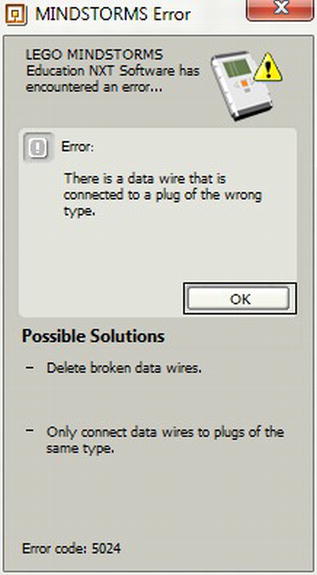 MINDSTORMS Error
LEGO MINDSTORMS
Education NXT Software has
encountered an error...
Error:
There is a data wire that is
connected to a plug of the wrong
type.
OK
Possible Solutions
- Delete broken data wires.
- Only connect data wires to plugs of the
same type.
Error code: 5024